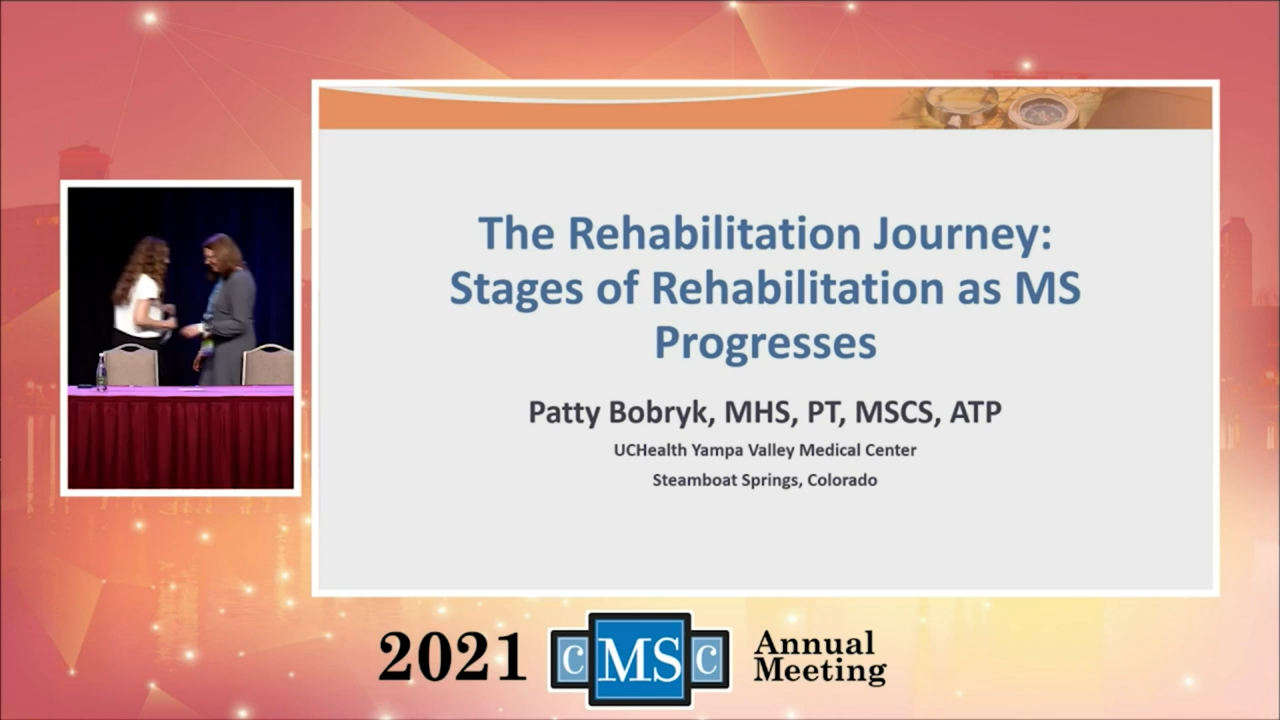 The Rehabilitation Journey:
Stages of Rehabilitation as MS
Progresses
Patty Bobryk, MHS, PT, MSCS, ATP
UCHealth Yampa Valley Medical Center
Steamboat Springs, Colorado
2021 CMSC Annual
Meeting